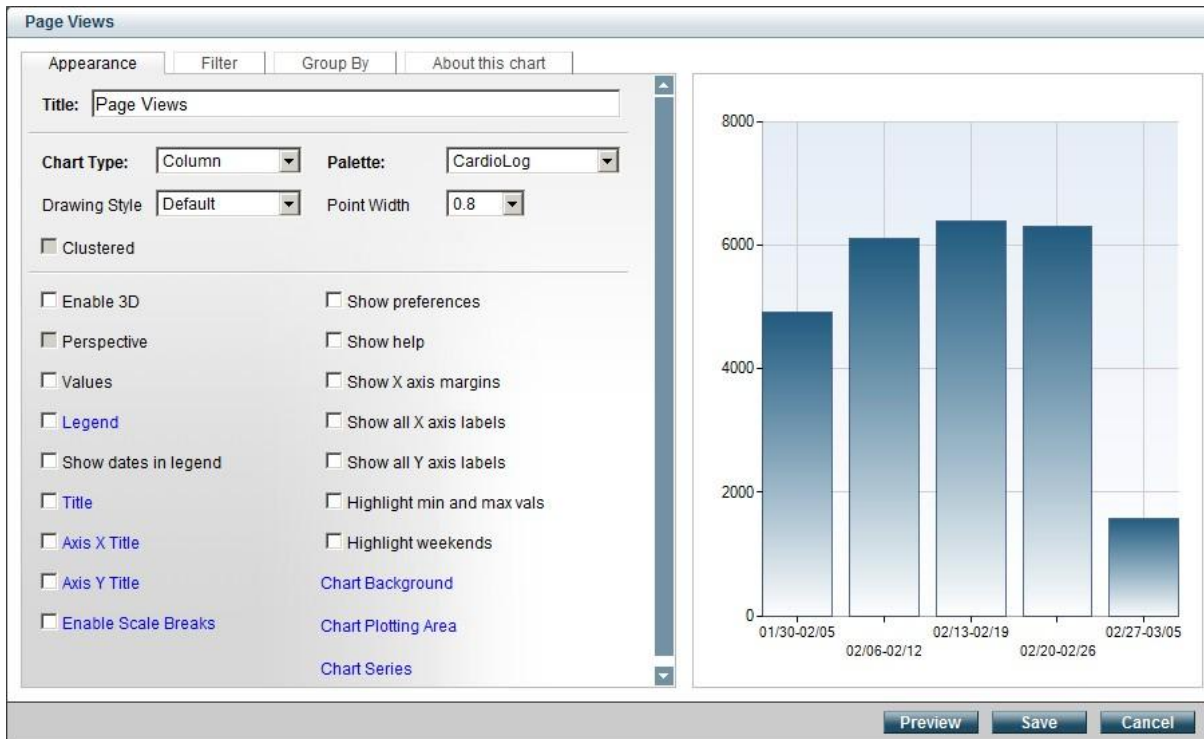 Page Views
Appearance Filter Group By About this chart
Title: Page Views
Chart Type: Column Palette: CardioLog
Drawing Style Default Point Width 0.8
Clustered
Enable 3D Show preferences
Perspective Show help
Values Show X axis margins
Legend Show all X axis labels
Show dates in legend Show all Y axis labels
Title Highlight min and max vals
Axis X Title Highlight weekends
Axis Y Title Chart Background
Enable Scale Breaks Chart Plotting Area
Chart Series
8000
6000
4000
2000
0
01/30-02/05 02/13-02/19 02/27-03/05
02/06-02/12 02/20-02/26
Preview Save Cancel